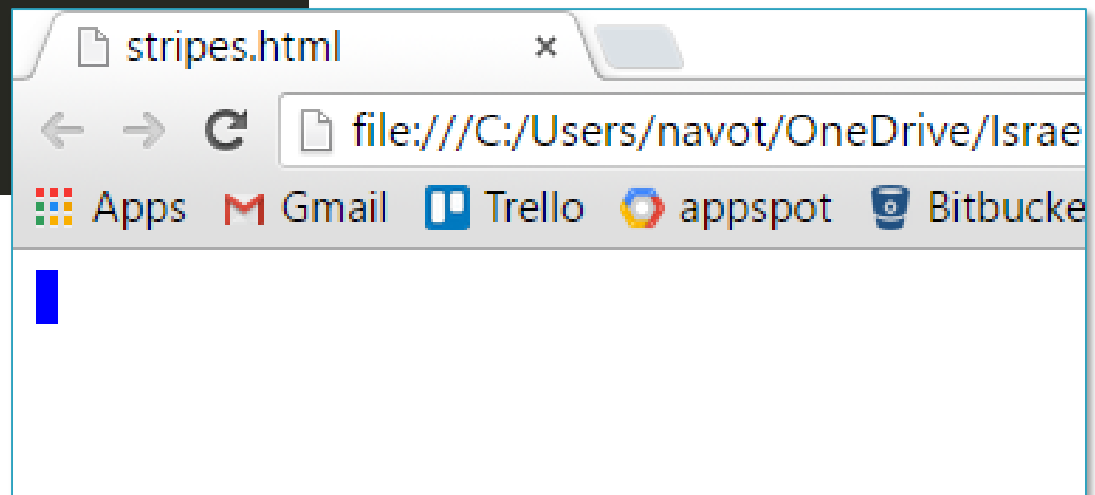 stripes.html
file:///C:/Users/navot/OneDrive/Israe
Apps Gmail Trello appspot Bitbucke